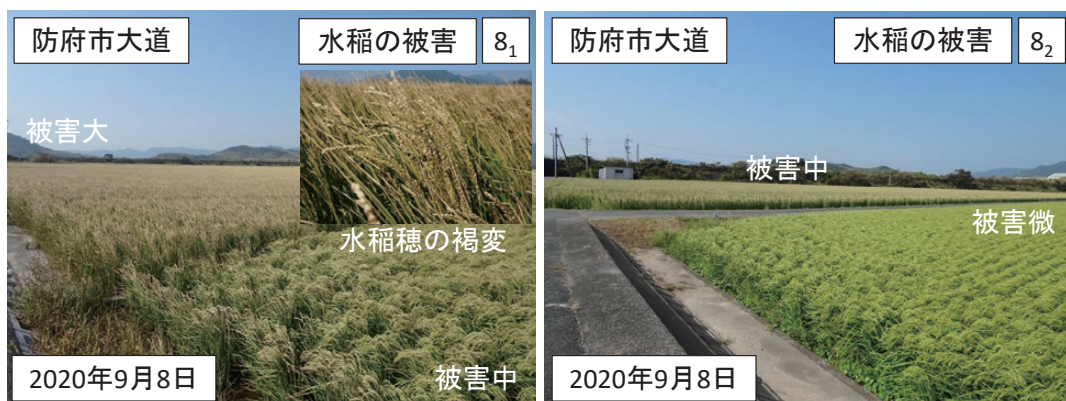 防府市大道
水稲の被害
8₁
被害大
水稲穂の褐変
2020年9月8日
被害中
防府市大道
水稲の被害
8₂
被害中
被害微
2020年9月8日